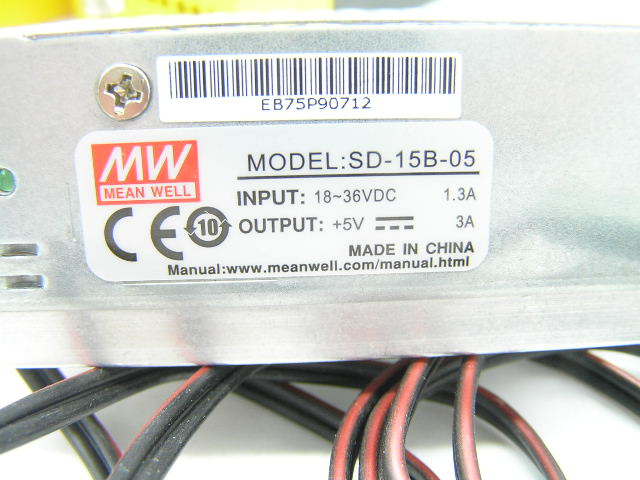 EB75P90712
MW
MEAN WELL
MODEL:SD-15B-05
INPUT: 18~36VDC 1.3A
CE 10 OUTPUT: +5V 3A
MADE IN CHINA
Manual:www.meanwell.com/manual.html